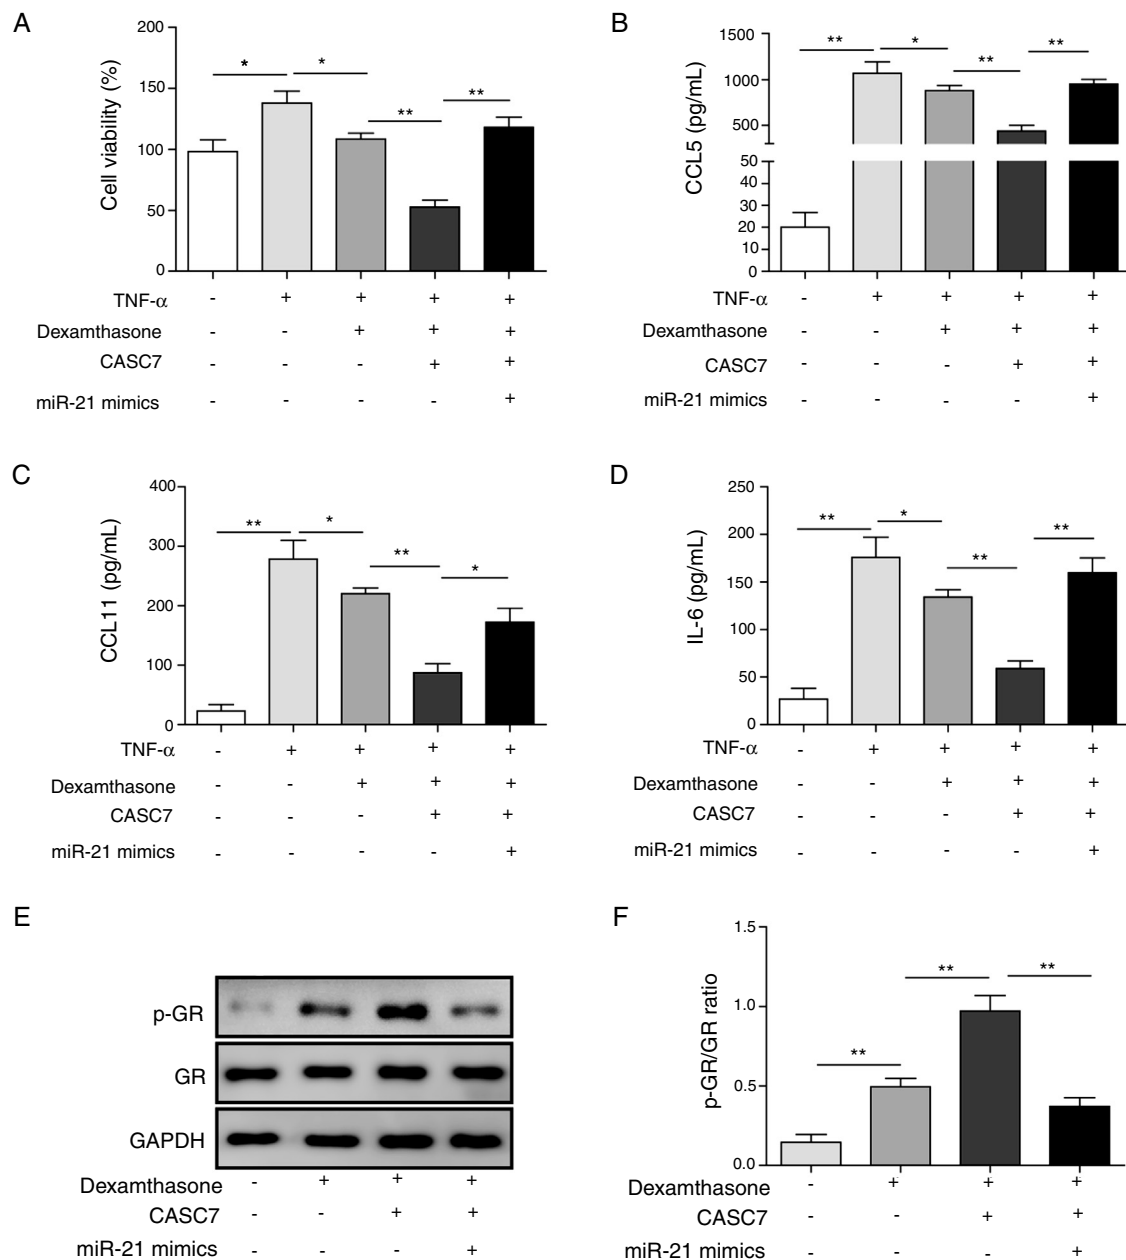 A
Cell viability (%)
200
150
100
50
0
* * ** **
TNF-α - + + + +
Dexamthasone - - + + +
CASC7 - - - + +
miR-21 mimics - - - - +
B
CCL5 (pg/mL)
1500
1000
500
50
40
30
20
10
0
** * ** **
TNF-α - + + + +
Dexamthasone - - + + +
CASC7 - - - + +
miR-21 mimics - - - - +
C
CCL11 (pg/mL)
400
300
200
100
0
** * ** *
TNF-α - + + + +
Dexamthasone - - + + +
CASC7 - - - + +
miR-21 mimics - - - - +
D
IL-6 (pg/mL)
250
200
150
100
50
0
** * ** **
TNF-α - + + + +
Dexamthasone - - + + +
CASC7 - - - + +
miR-21 mimics - - - - +
E
p-GR
GR
GAPDH
Dexamthasone - + + +
CASC7 - - + +
miR-21 mimics - - - +
F
p-GR/GR ratio
1.5
1.0
0.5
0.0
** ** **
Dexamthasone - + + +
CASC7 - - + +
miR-21 mimics - - - +